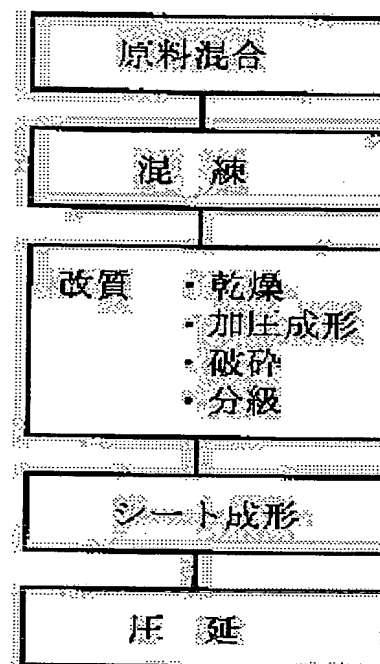 原料混合
混 練
改質 ・乾燥
・加圧成形
・破砕
・分級
シート成形
圧 延